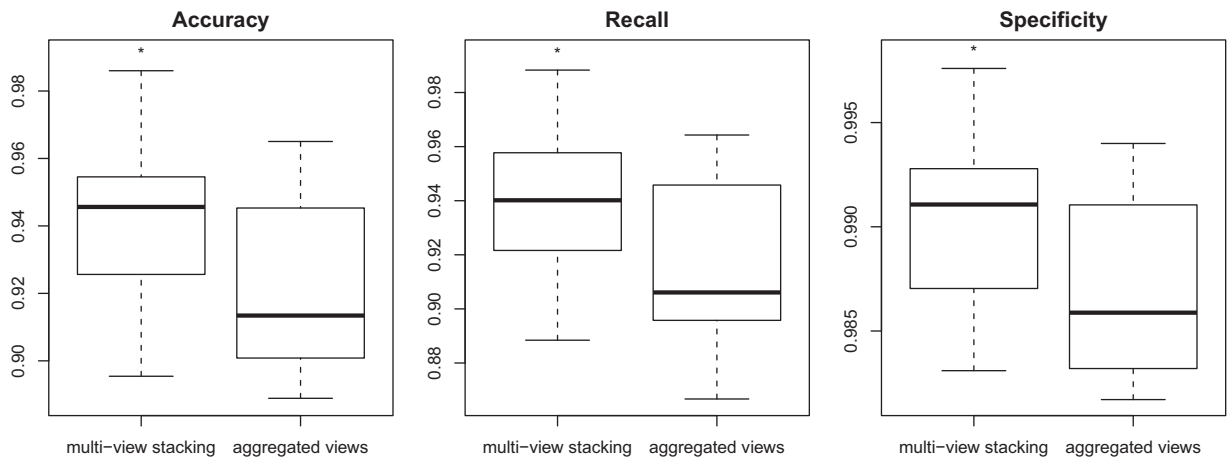 Accuracy
*
0.98
0.96
0.94
0.92
0.90
multi−view stacking
aggregated views
Recall
*
0.98
0.96
0.94
0.92
0.90
0.88
multi−view stacking
aggregated views
Specificity
*
0.995
0.990
0.985
multi−view stacking
aggregated views